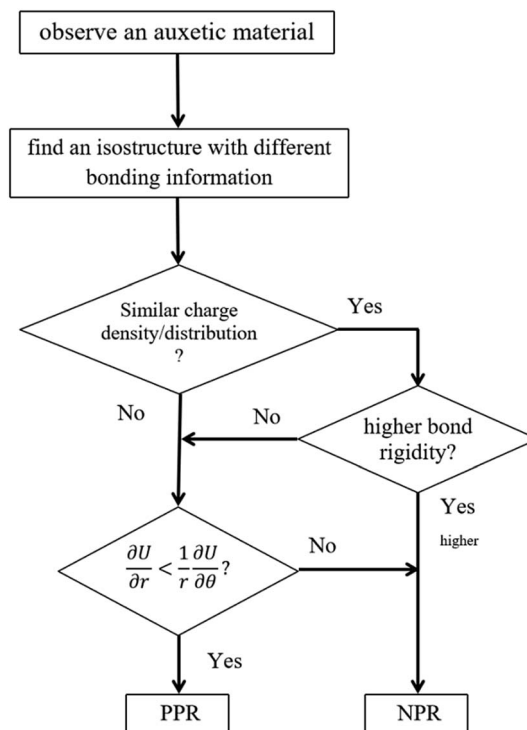 observe an auxetic material
find an isostructure with different
bonding information
Similar charge
density/distribution
?
Yes
No
No
higher bond
rigidity?
Yes
higher
∂U/∂r < 1/r ∂U/∂θ?
No
Yes
PPR
NPR